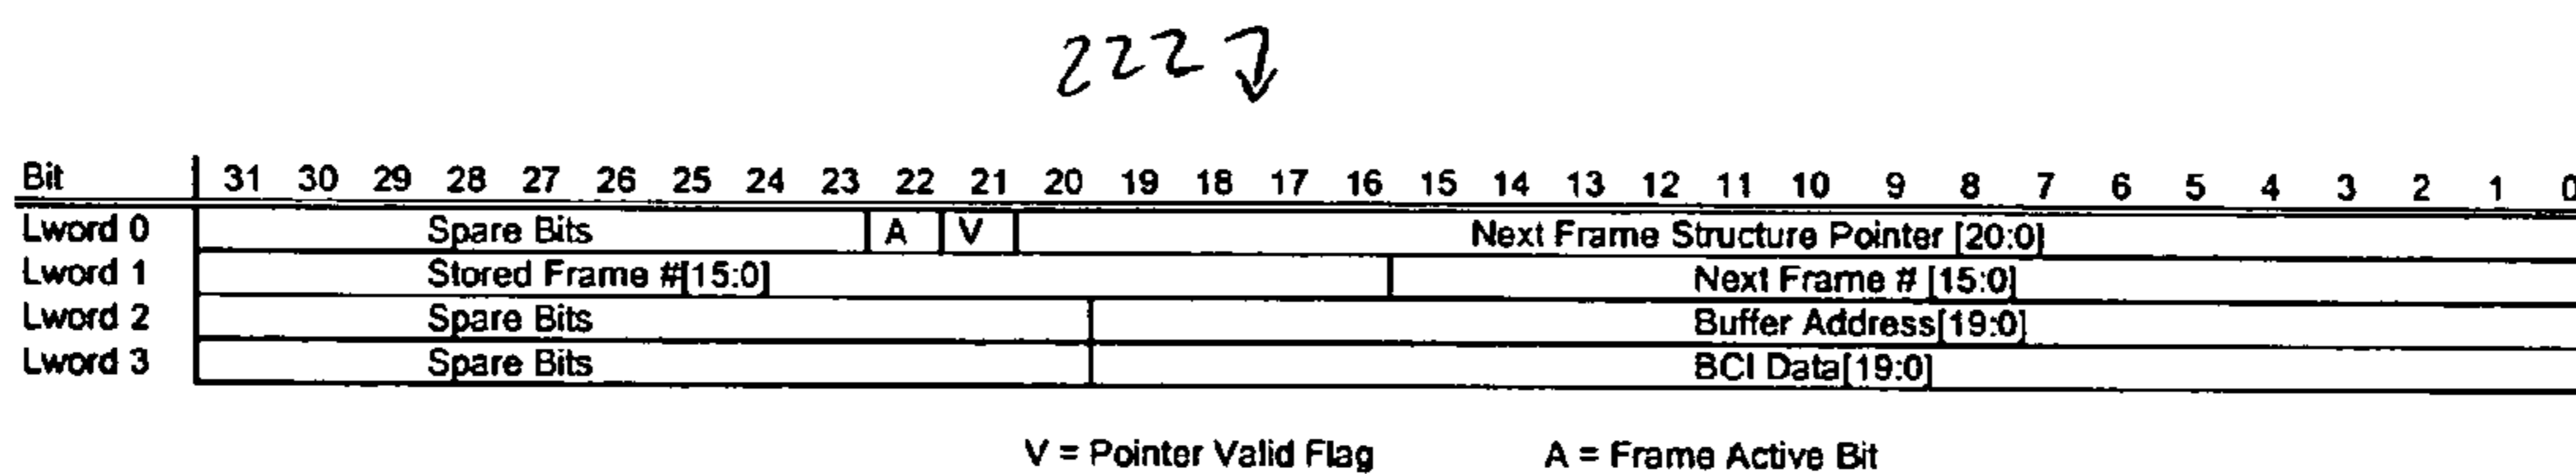 222
Bit 31 30 29 28 27 26 25 24 23 22 21 20 19 18 17 16 15 14 13 12 11 10 9 8 7 6 5 4 3 2 1 0
Lword 0 Spare Bits A V Next Frame Structure Pointer [20:0]
Lword 1 Stored Frame #[15:0] Next Frame # [15:0]
Lword 2 Spare Bits Buffer Address[19:0]
Lword 3 Spare Bits BCI Data[19:0]
V = Pointer Valid Flag A = Frame Active Bit